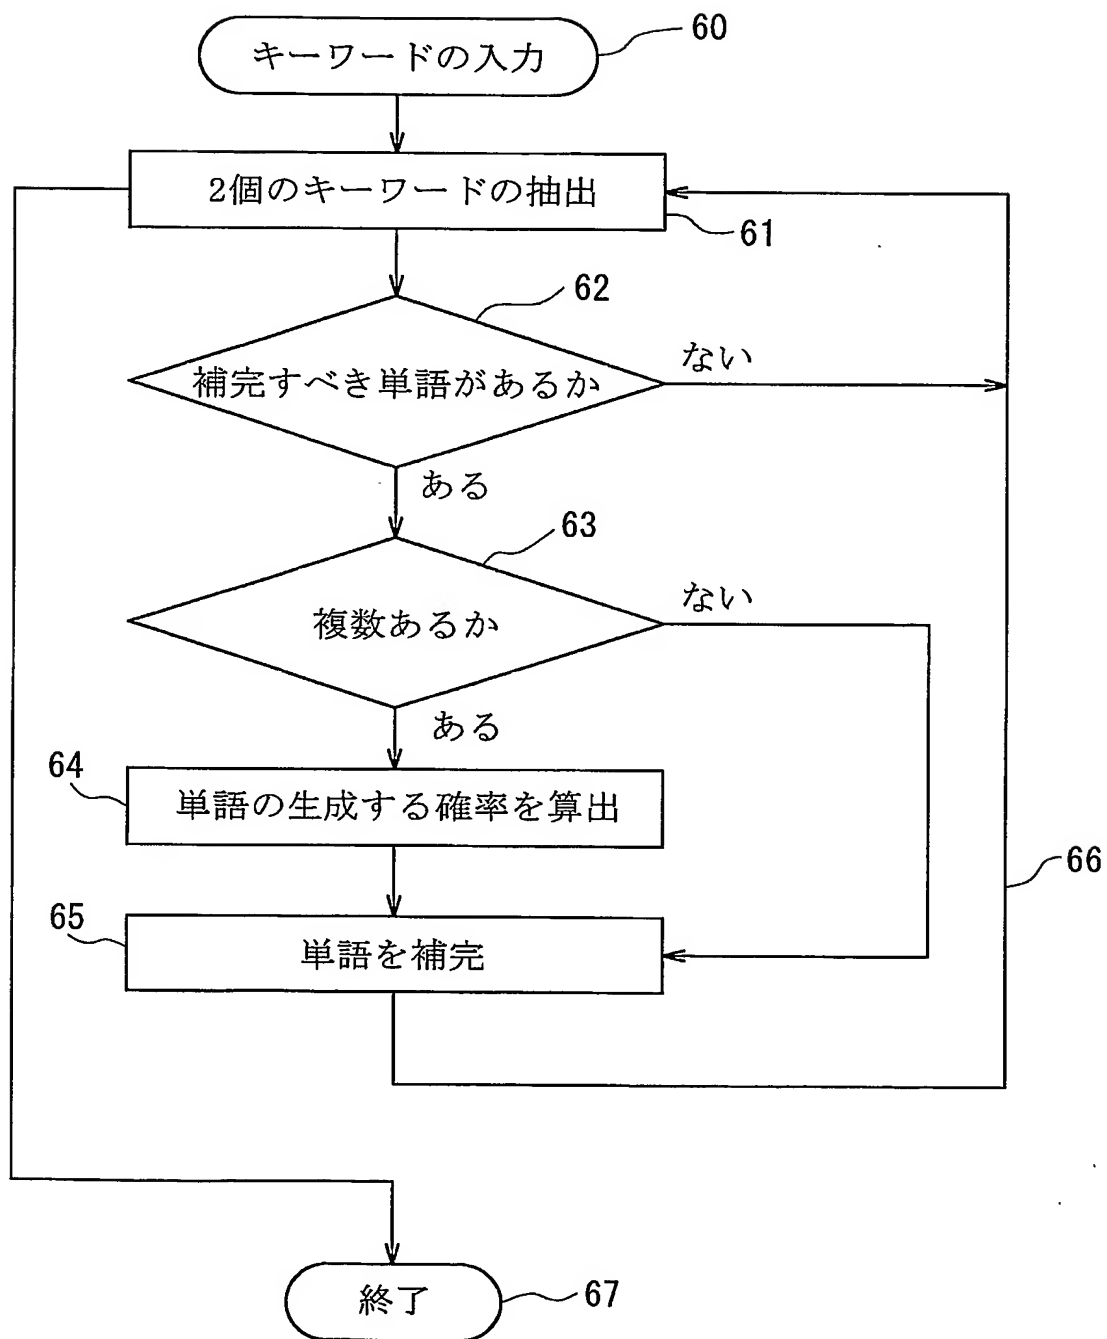 キーワードの入力
60
2個のキーワードの抽出
61
62
補完すべき単語があるか
ない
ある
63
複数あるか
ない
ある
64
単語の生成する確率を算出
66
65
単語を補完
終了
67